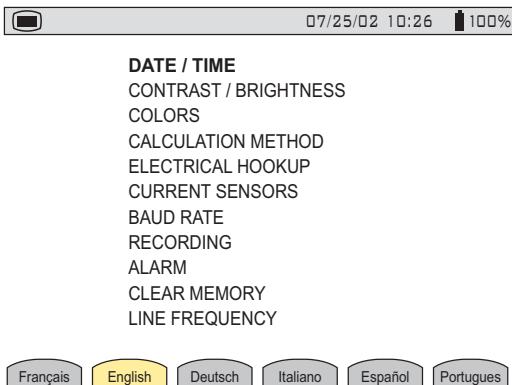 07/25/02 10:26 100%
DATE / TIME
CONTRAST / BRIGHTNESS
COLORS
CALCULATION METHOD
ELECTRICAL HOOKUP
CURRENT SENSORS
BAUD RATE
RECORDING
ALARM
CLEAR MEMORY
LINE FREQUENCY
Français English Deutsch Italiano Español Portugues